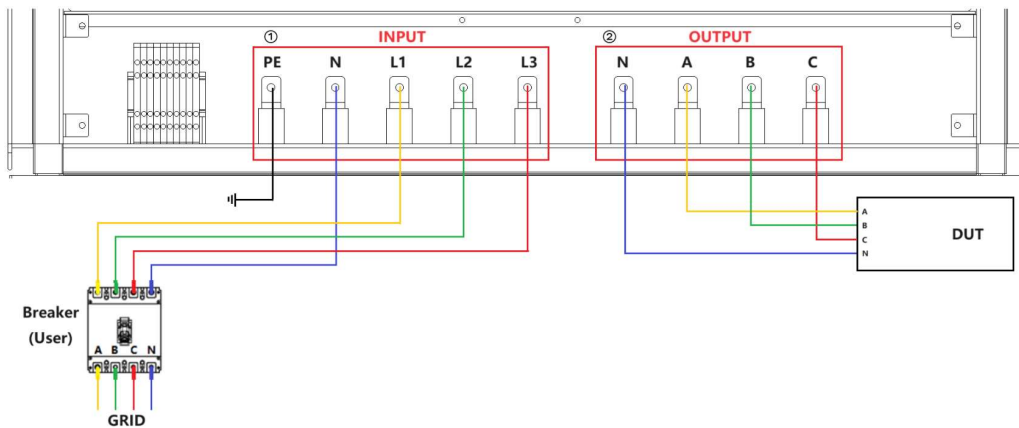 ① INPUT ② OUTPUT
PE N L1 L2 L3 N A B C
A
B
C
N
DUT
Breaker
(User)
A B C N
GRID